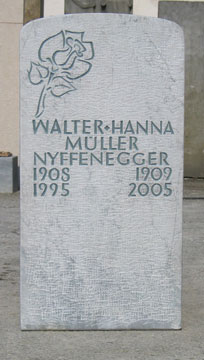 WALTER·HANNA
MÜLLER
NYFFENEGGER
1908 1909
1995 2005